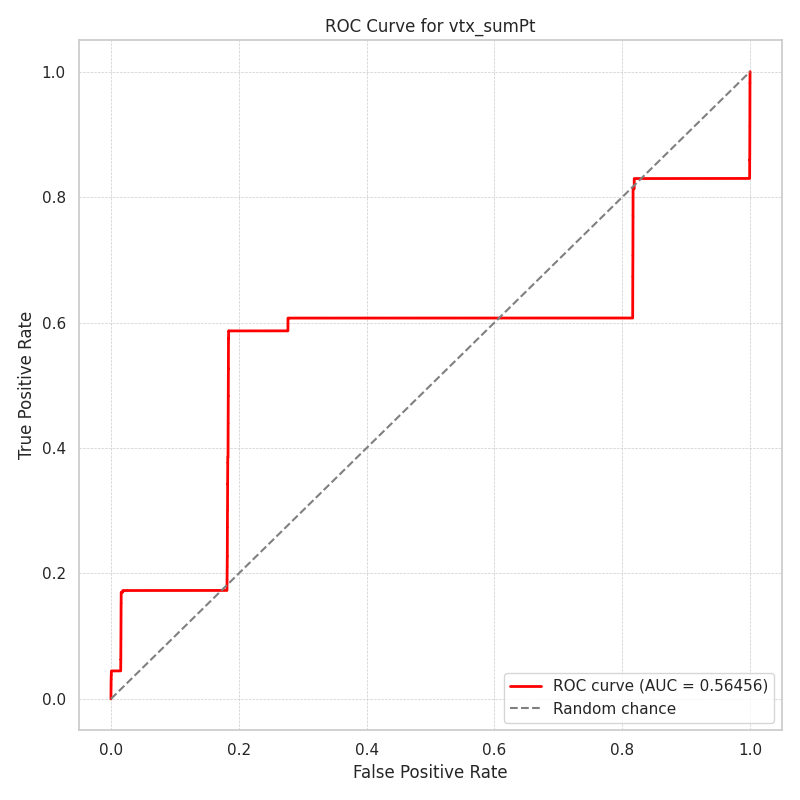 ROC Curve for vtx_sumPt
True Positive Rate
1.0
0.8
0.6
0.4
0.2
0.0
0.0 0.2 0.4 0.6 0.8 1.0
False Positive Rate
ROC curve (AUC = 0.56456)
Random chance